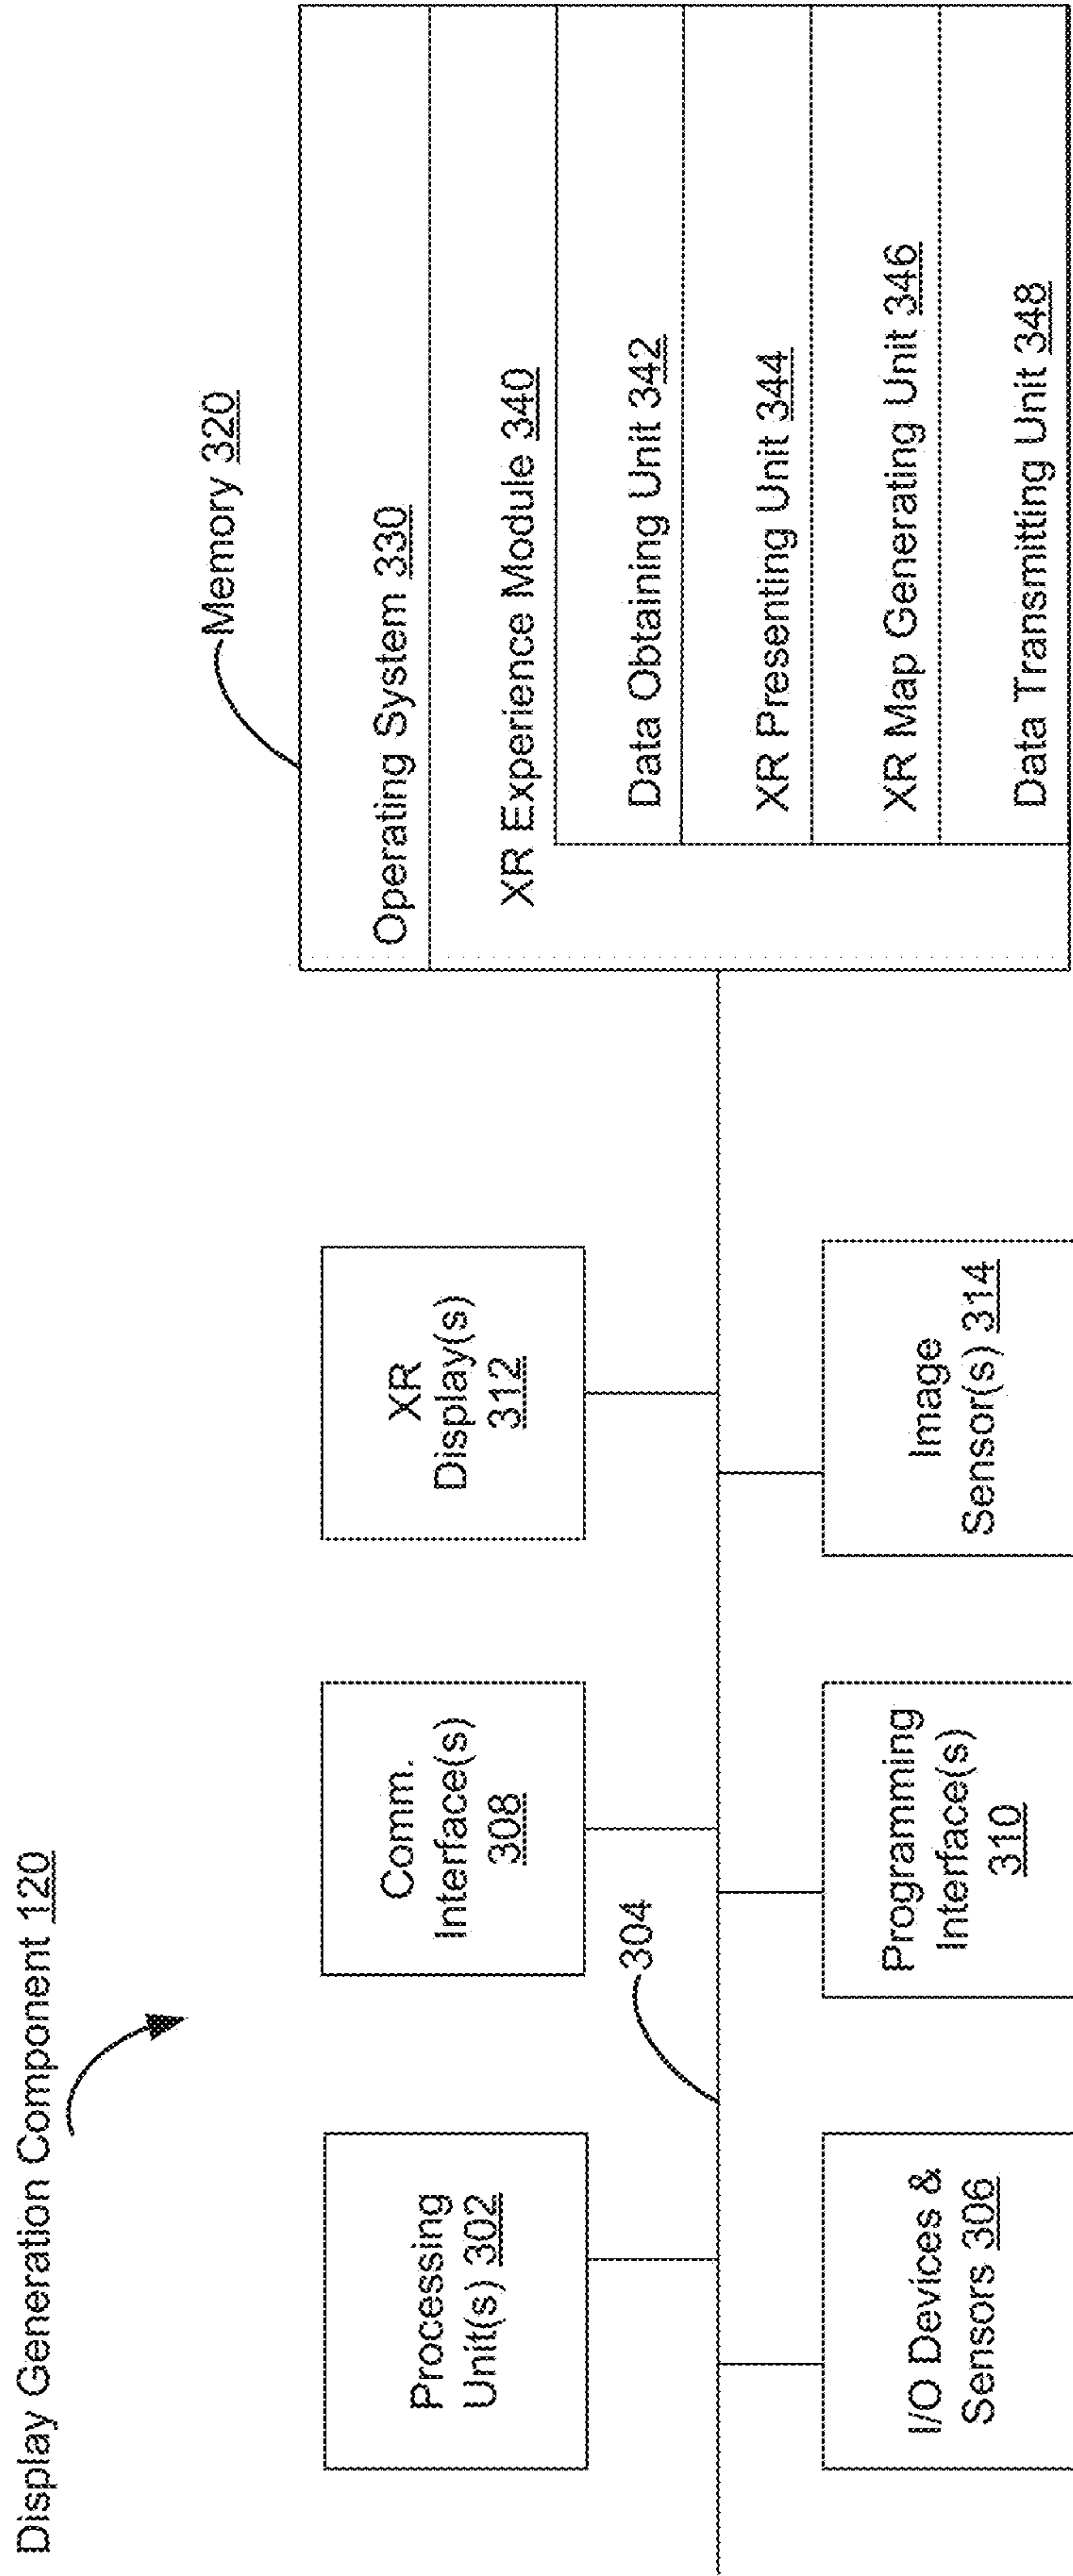 Display Generation Component 120
Memory 320
Processing
Unit(s) 302
Comm.
Interface(s)
308
XR
Display(s)
312
304
I/O Devices &
Sensors 306
Programming
Interface(s)
310
Image
Sensor(s) 314
Operating System 330
XR Experience Module 340
Data Obtaining Unit 342
XR Presenting Unit 344
XR Map Generating Unit 346
Data Transmitting Unit 348